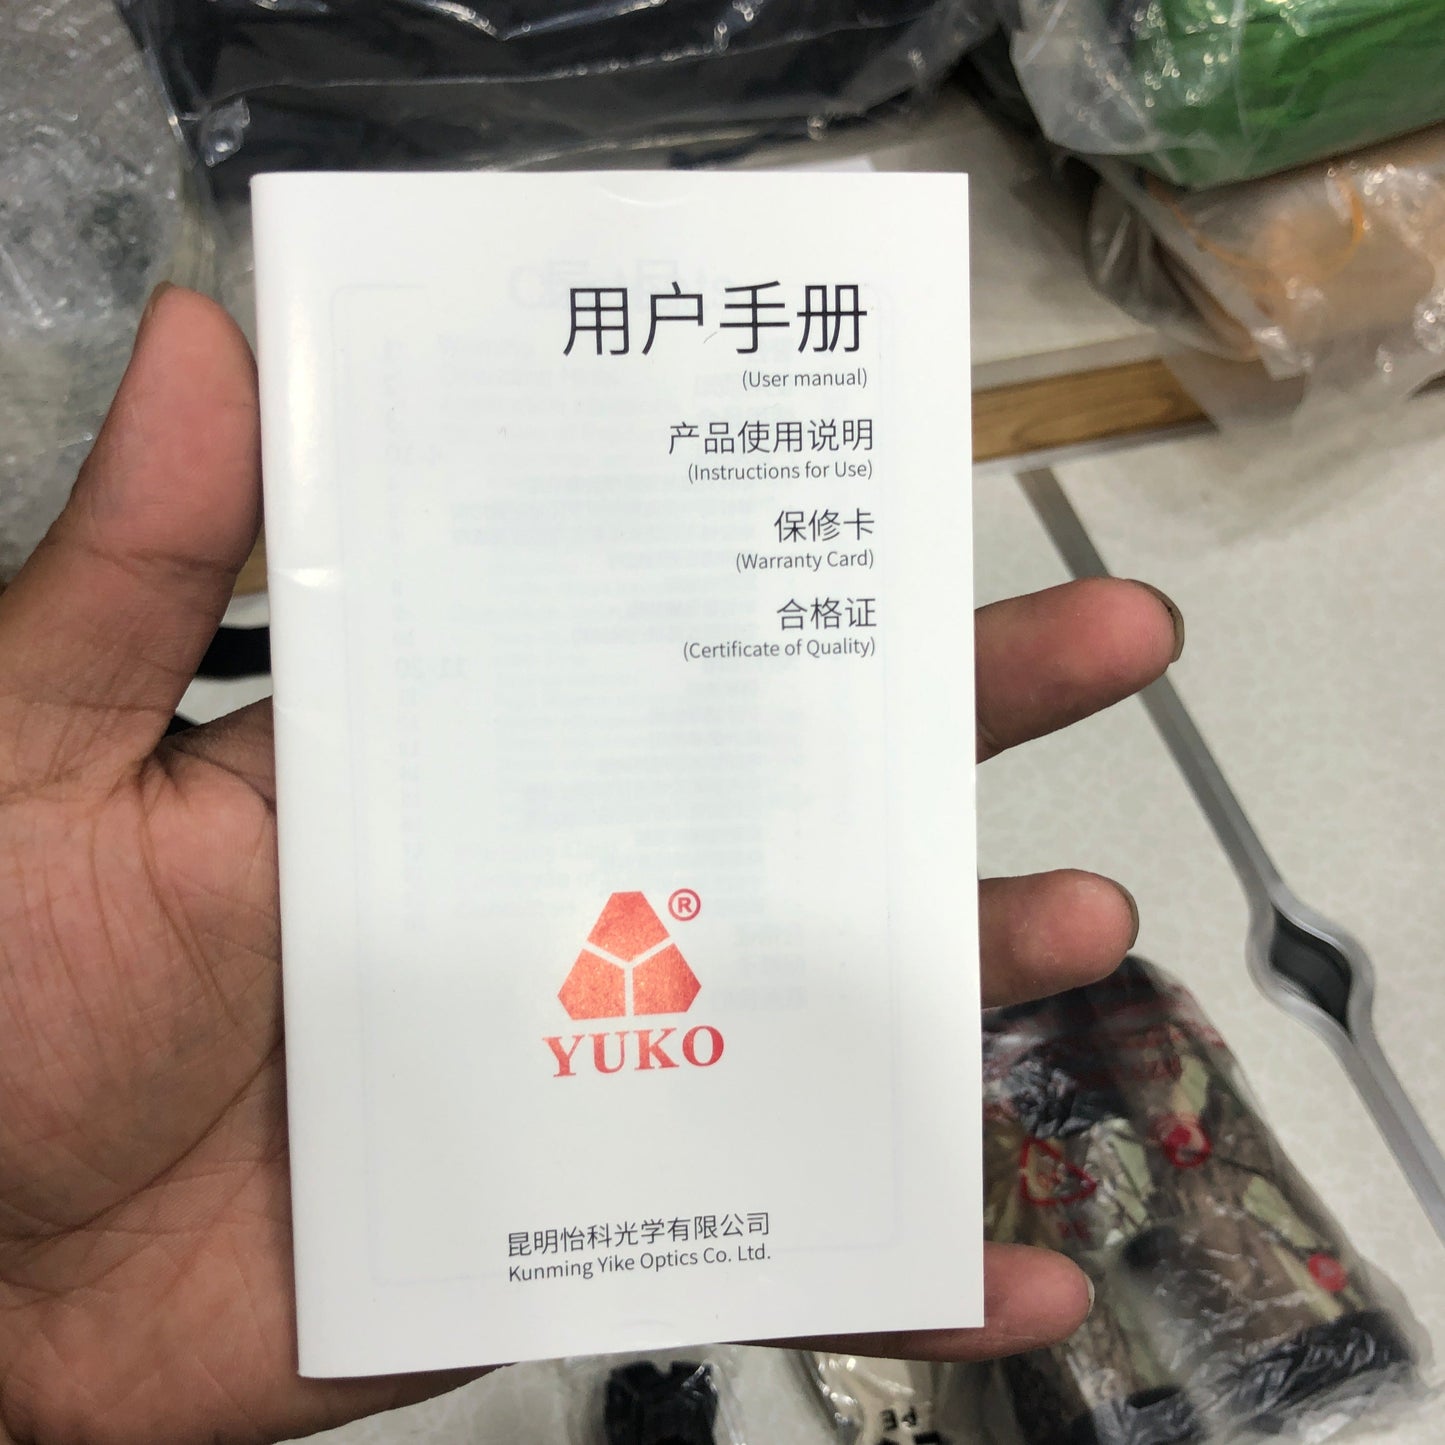 用户手册
(User manual)
产品使用说明
(Instructions for Use)
保修卡
(Warranty Card)
合格证
(Certificate of Quality)
®
YUKO
昆明怡科光学有限公司
Kunming Yike Optics Co. Ltd.